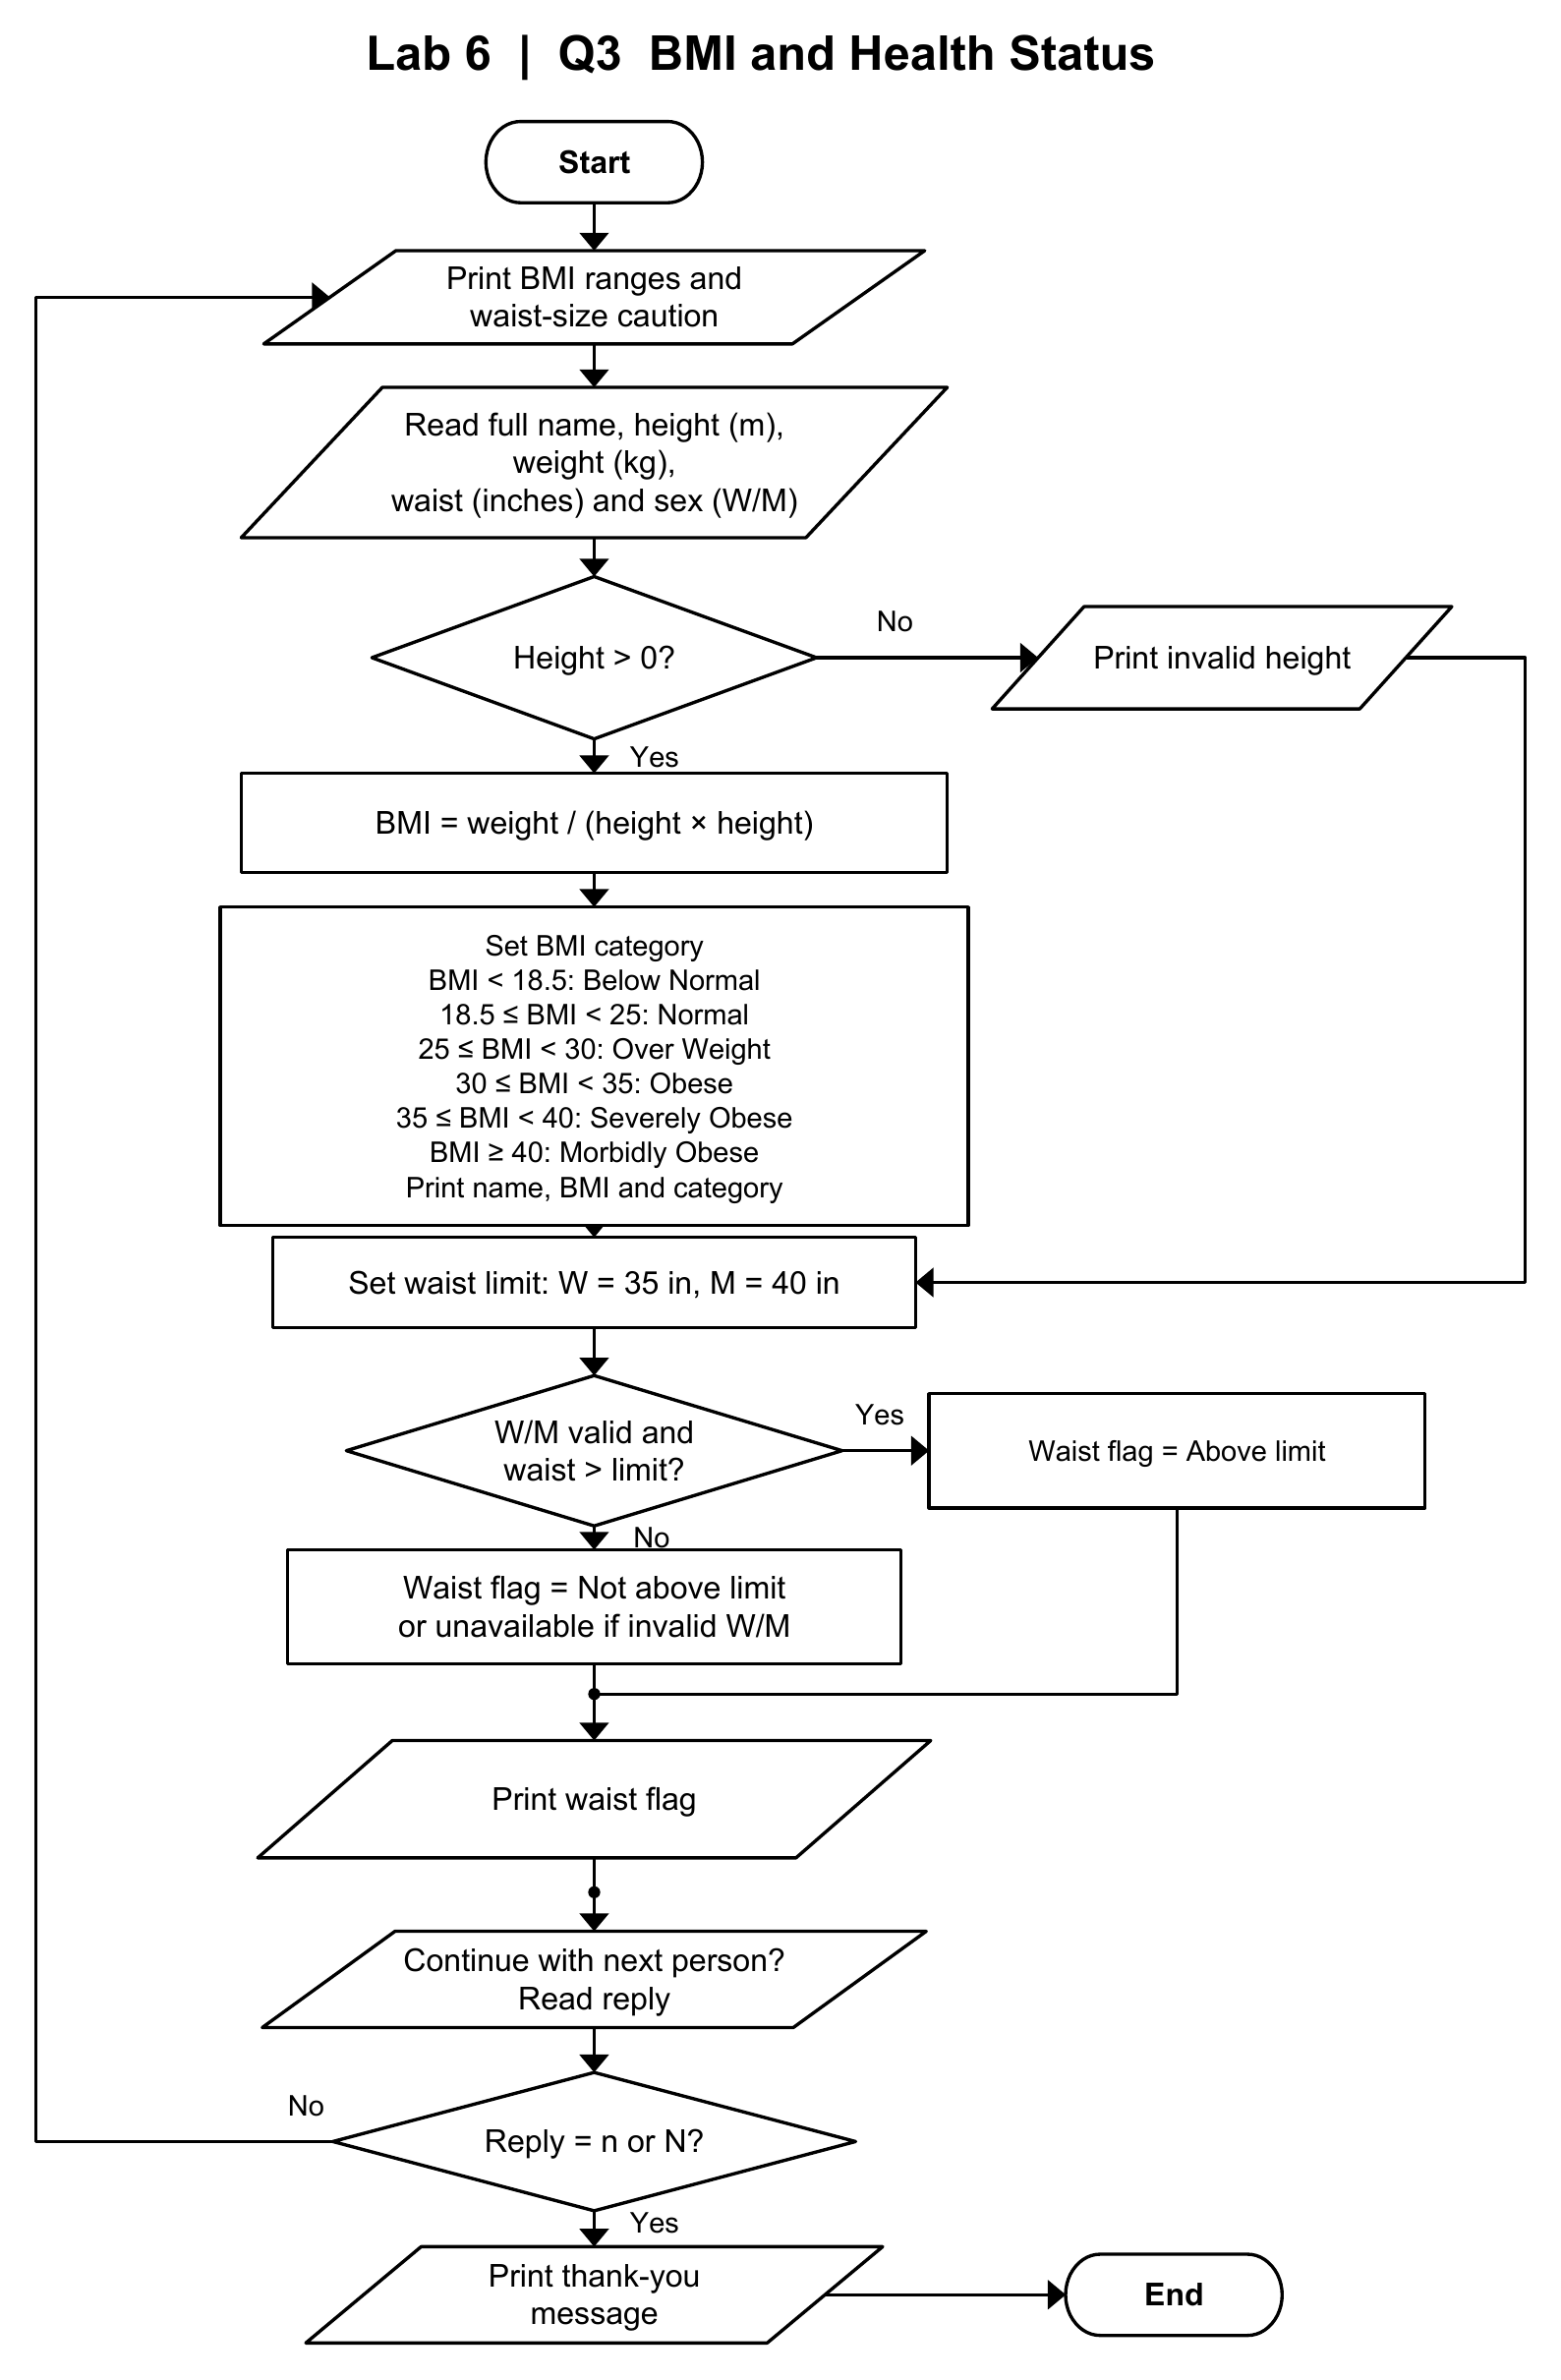 Lab 6 | Q3 BMI and Health Status
Start
Print BMI ranges and
waist-size caution
Read full name, height (m),
weight (kg),
waist (inches) and sex (W/M)
Height > 0?
No
Print invalid height
Yes
BMI = weight / (height × height)
Set BMI category
BMI < 18.5: Below Normal
18.5 ≤ BMI < 25: Normal
25 ≤ BMI < 30: Over Weight
30 ≤ BMI < 35: Obese
35 ≤ BMI < 40: Severely Obese
BMI ≥ 40: Morbidly Obese
Print name, BMI and category
Set waist limit: W = 35 in, M = 40 in
W/M valid and
waist > limit?
Yes
Waist flag = Above limit
No
Waist flag = Not above limit
or unavailable if invalid W/M
Print waist flag
Continue with next person?
Read reply
No
Reply = n or N?
Yes
Print thank-you
message
End